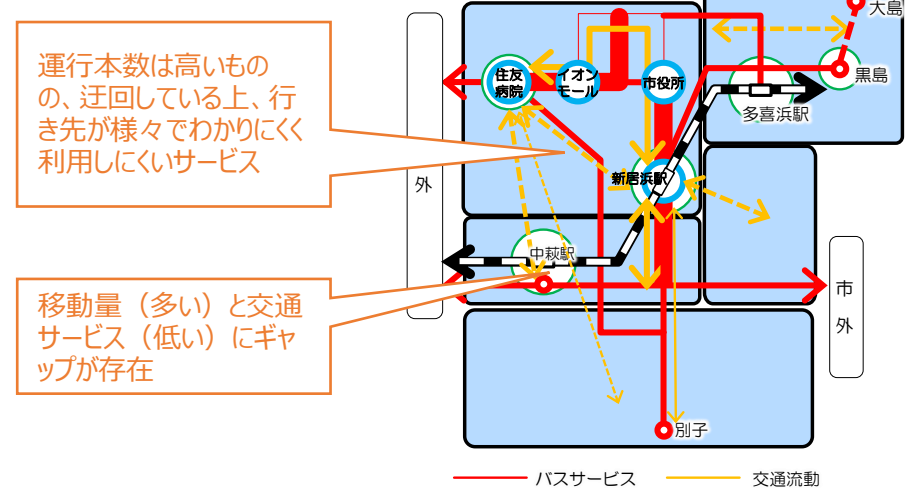 大島
運行本数は高いもの
の、迂回している上、行
き先が様々でわかりにくく
利用しにくいサービス
住友
病院
イオン
モール
市役所
黒島
多喜浜駅
外
新居浜駅
中萩駅
移動量（多い）と交通
サービス（低い）にギャ
ップが存在
市
外
別子
バスサービス
交通流動